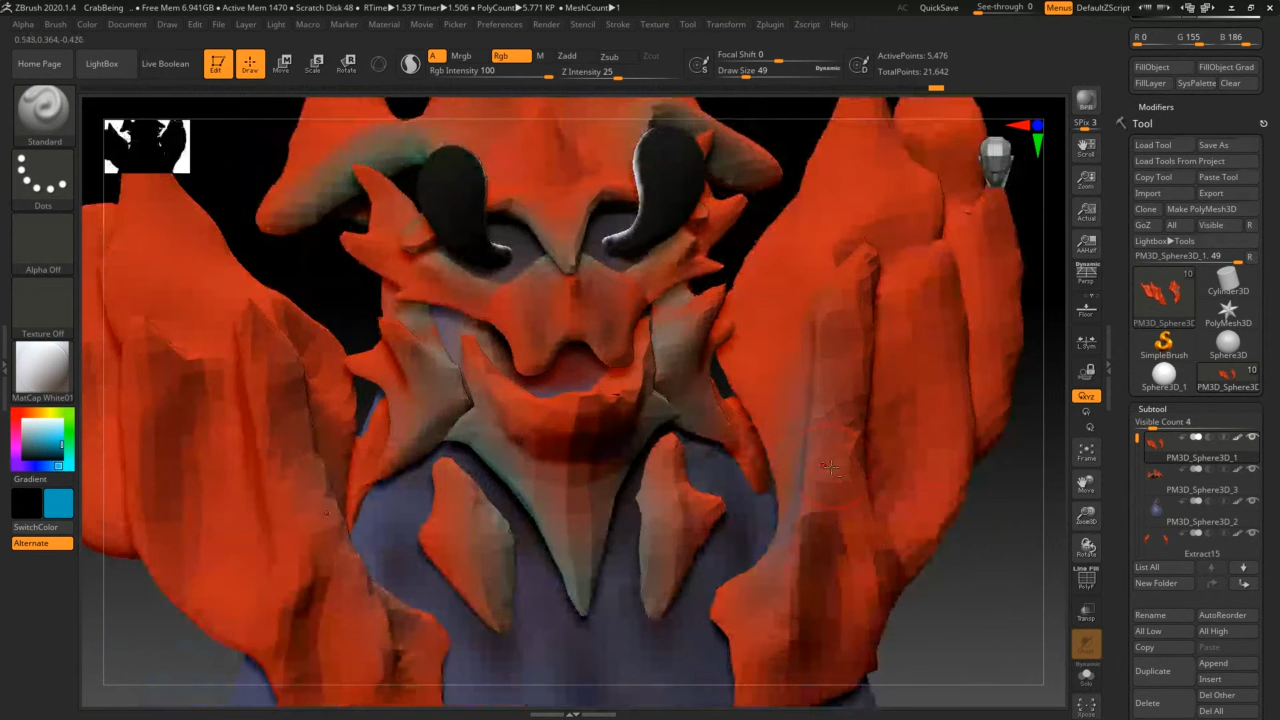 ZBrush 2020.1.4 CrabBeing .. • Free Mem 6.941GB • Active Mem 1470 • Scratch Disk 48 • RTime▶1.537 Timer▶1.506 • PolyCount▶5.771 KP • MeshCount▶1 AC QuickSave See-through 0 Menus DefaultZScript
Alpha Brush Color Document Draw Edit File Layer Light Macro Marker Material Movie Picker Preferences Render Stencil Stroke Texture Tool Transform Zplugin Zscript Help
R 0 G 155 B 186
Home Page LightBox Live Boolean Edit Draw Move Scale Rotate
A Mrgb Rgb M Zadd Zsub Zcut
Rgb Intensity 100 Z Intensity 25
Focal Shift 0
Draw Size 49 Dynamic
S D
ActivePoints: 5,476
TotalPoints: 21,642
Standard
Dots
Alpha Off
Texture Off
MatCap White01
Gradient
SwitchColor
Alternate
BPR
SPix 3
Scroll
Zoom
Actual
AAHalf
Dynamic
Persp
Floor
L.Sym
XYZ
Frame
Move
Zoom3D
Rotate
Line Fill
PolyF
Transp
Dynamic
Solo
Xpose
FillObject FillObject Grad
FillLayer SysPalette Clear
Modifiers
Tool
Load Tool Save As
Load Tools From Project
Copy Tool Paste Tool
Import Export
Clone Make PolyMesh3D
GoZ All Visible R
Lightbox▶Tools
PM3D_Sphere3D_1. 49 R
10
PM3D_Sphere3D Cylinder3D
PolyMesh3D
SimpleBrush Sphere3D
10
Sphere3D_1 PM3D_Sphere3D
Subtool
Visible Count 4
PM3D_Sphere3D_1
PM3D_Sphere3D_3
PM3D_Sphere3D_2
Extract15
List All
New Folder
Rename AutoReorder
All Low All High
Copy Paste
Duplicate Append
Insert
Delete Del Other
Del All